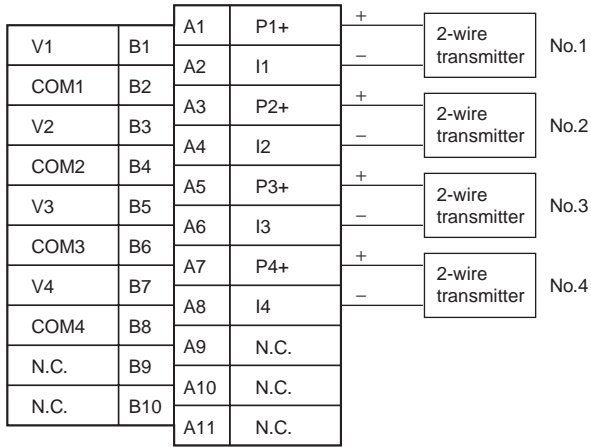 V1 B1
COM1 B2
V2 B3
COM2 B4
V3 B5
COM3 B6
V4 B7
COM4 B8
N.C. B9
N.C. B10
A1 P1+
A2 I1
A3 P2+
A4 I2
A5 P3+
A6 I3
A7 P4+
A8 I4
A9 N.C.
A10 N.C.
A11 N.C.
+
−
2-wire
transmitter
No.1
+
−
2-wire
transmitter
No.2
+
−
2-wire
transmitter
No.3
+
−
2-wire
transmitter
No.4